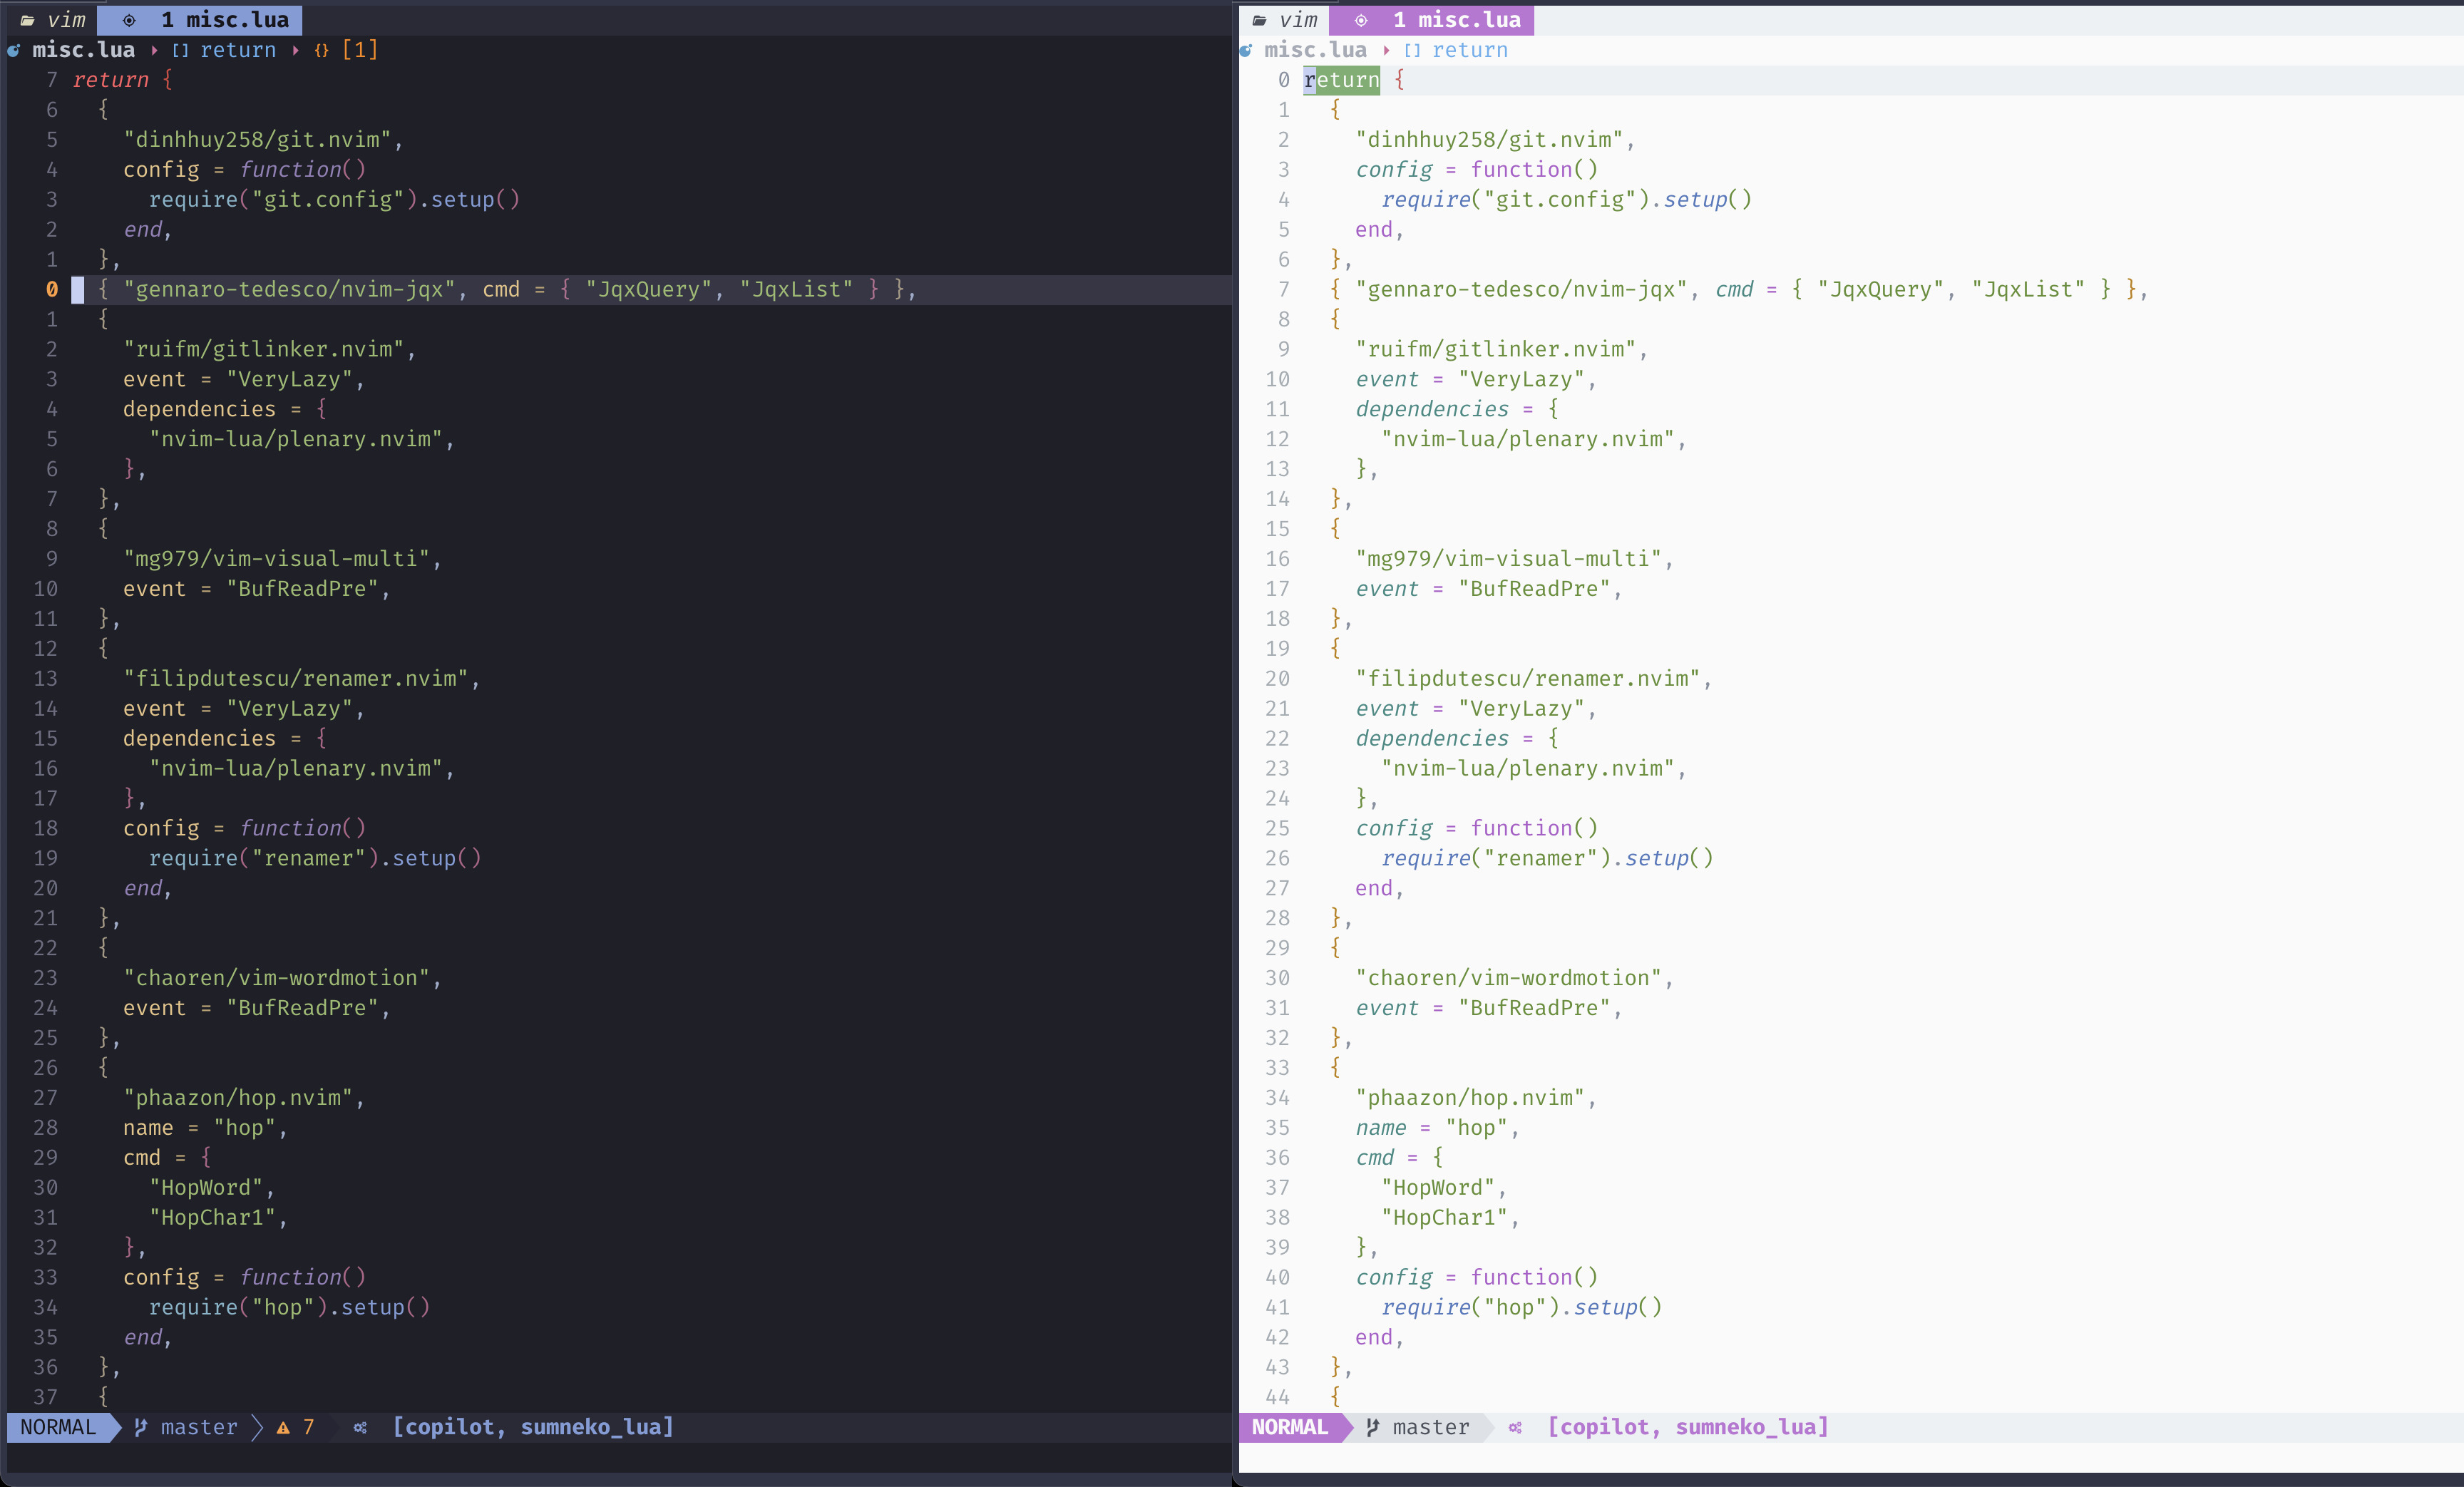 vim 1 misc.lua
misc.lua return {} [1]
7 return {
6 {
5 "dinhhuy258/git.nvim",
4 config = function()
3 require("git.config").setup()
2 end,
1 },
0 { "gennaro-tedesco/nvim-jqx", cmd = { "JqxQuery", "JqxList" } },
1 {
2 "ruifm/gitlinker.nvim",
3 event = "VeryLazy",
4 dependencies = {
5 "nvim-lua/plenary.nvim",
6 },
7 },
8 {
9 "mg979/vim-visual-multi",
10 event = "BufReadPre",
11 },
12 {
13 "filipdutescu/renamer.nvim",
14 event = "VeryLazy",
15 dependencies = {
16 "nvim-lua/plenary.nvim",
17 },
18 config = function()
19 require("renamer").setup()
20 end,
21 },
22 {
23 "chaoren/vim-wordmotion",
24 event = "BufReadPre",
25 },
26 {
27 "phaazon/hop.nvim",
28 name = "hop",
29 cmd = {
30 "HopWord",
31 "HopChar1",
32 },
33 config = function()
34 require("hop").setup()
35 end,
36 },
37 {
NORMAL master 7 [copilot, sumneko_lua]
vim 1 misc.lua
misc.lua [] return
0 return {
1 {
2 "dinhhuy258/git.nvim",
3 config = function()
4 require("git.config").setup()
5 end,
6 },
7 { "gennaro-tedesco/nvim-jqx", cmd = { "JqxQuery", "JqxList" } },
8 {
9 "ruifm/gitlinker.nvim",
10 event = "VeryLazy",
11 dependencies = {
12 "nvim-lua/plenary.nvim",
13 },
14 },
15 {
16 "mg979/vim-visual-multi",
17 event = "BufReadPre",
18 },
19 {
20 "filipdutescu/renamer.nvim",
21 event = "VeryLazy",
22 dependencies = {
23 "nvim-lua/plenary.nvim",
24 },
25 config = function()
26 require("renamer").setup()
27 end,
28 },
29 {
30 "chaoren/vim-wordmotion",
31 event = "BufReadPre",
32 },
33 {
34 "phaazon/hop.nvim",
35 name = "hop",
36 cmd = {
37 "HopWord",
38 "HopChar1",
39 },
40 config = function()
41 require("hop").setup()
42 end,
43 },
44 {
NORMAL master [copilot, sumneko_lua]